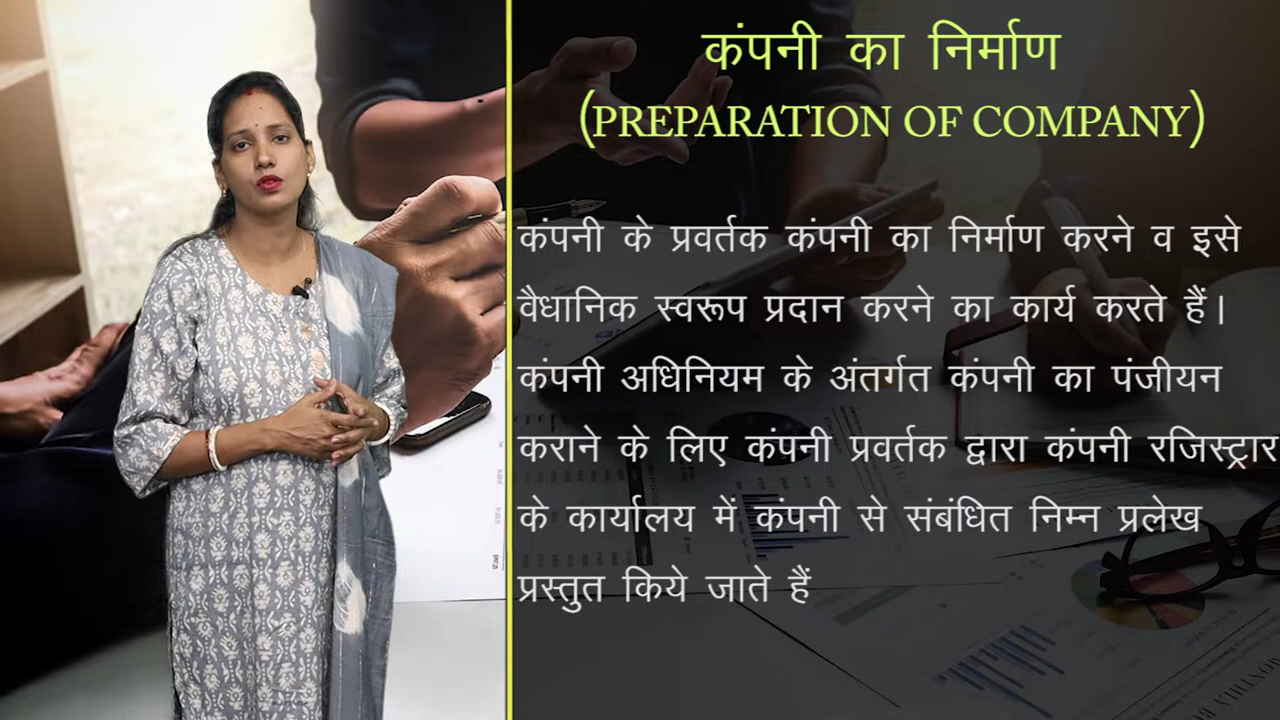 कंपनी का निर्माण
(PREPARATION OF COMPANY)
कंपनी के प्रवर्तक कंपनी का निर्माण करने व इसे
वैधानिक स्वरूप प्रदान करने का कार्य करते हैं।
कंपनी अधिनियम के अंतर्गत कंपनी का पंजीयन
कराने के लिए कंपनी प्रवर्तक द्वारा कंपनी रजिस्ट्रार
के कार्यालय में कंपनी से संबंधित निम्न प्रलेख
प्रस्तुत किये जाते हैं